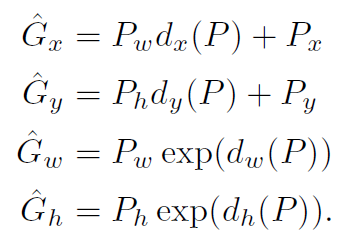 Ĝ_x = P_w d_x(P) + P_x
Ĝ_y = P_h d_y(P) + P_y
Ĝ_w = P_w exp(d_w(P))
Ĝ_h = P_h exp(d_h(P)).